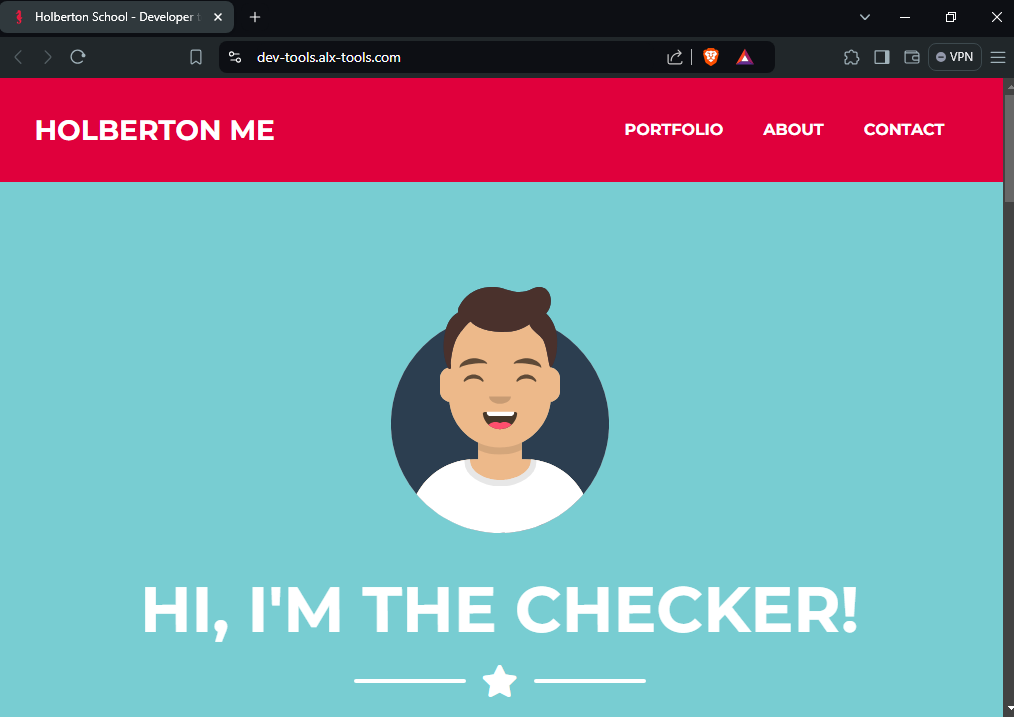 Holberton School - Developer t
dev-tools.alx-tools.com
VPN
HOLBERTON ME
PORTFOLIO
ABOUT
CONTACT
HI, I'M THE CHECKER!